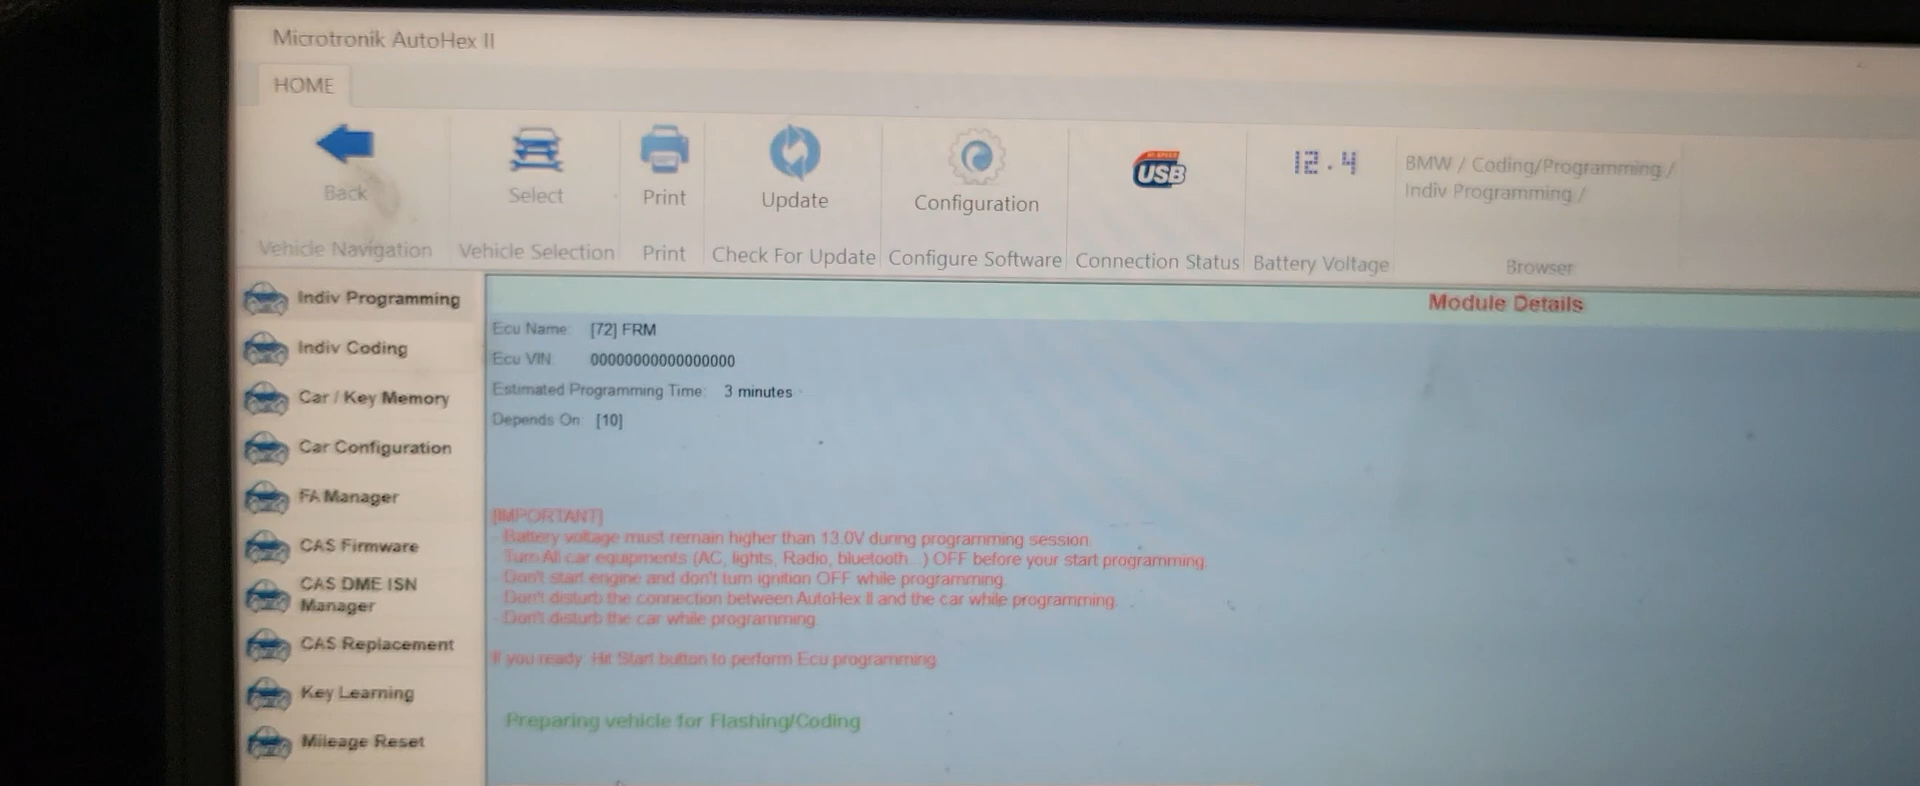 Microtronik AutoHex II
HOME
Back
Select
Print
Update
Configuration
HI-SPEED
USB
12.4
BMW / Coding/Programming /
Indiv Programming /
Vehicle Navigation
Vehicle Selection
Print
Check For Update
Configure Software
Connection Status
Battery Voltage
Browser
Indiv Programming
Indiv Coding
Car / Key Memory
Car Configuration
FA Manager
CAS Firmware
CAS DME ISN
Manager
CAS Replacement
Key Learning
Mileage Reset
Module Details
Ecu Name: [72] FRM
Ecu VIN: 00000000000000000
Estimated Programming Time: 3 minutes
Depends On: [10]
[IMPORTANT]
- Battery voltage must remain higher than 13.0V during programming session.
- Turn All car equipments (AC, lights, Radio, bluetooth...) OFF before your start programming.
- Don't start engine and don't turn ignition OFF while programming.
- Don't disturb the connection between AutoHex II and the car while programming.
- Don't disturb the car while programming.
If you ready: Hit Start button to perform Ecu programming.
Preparing vehicle for Flashing/Coding